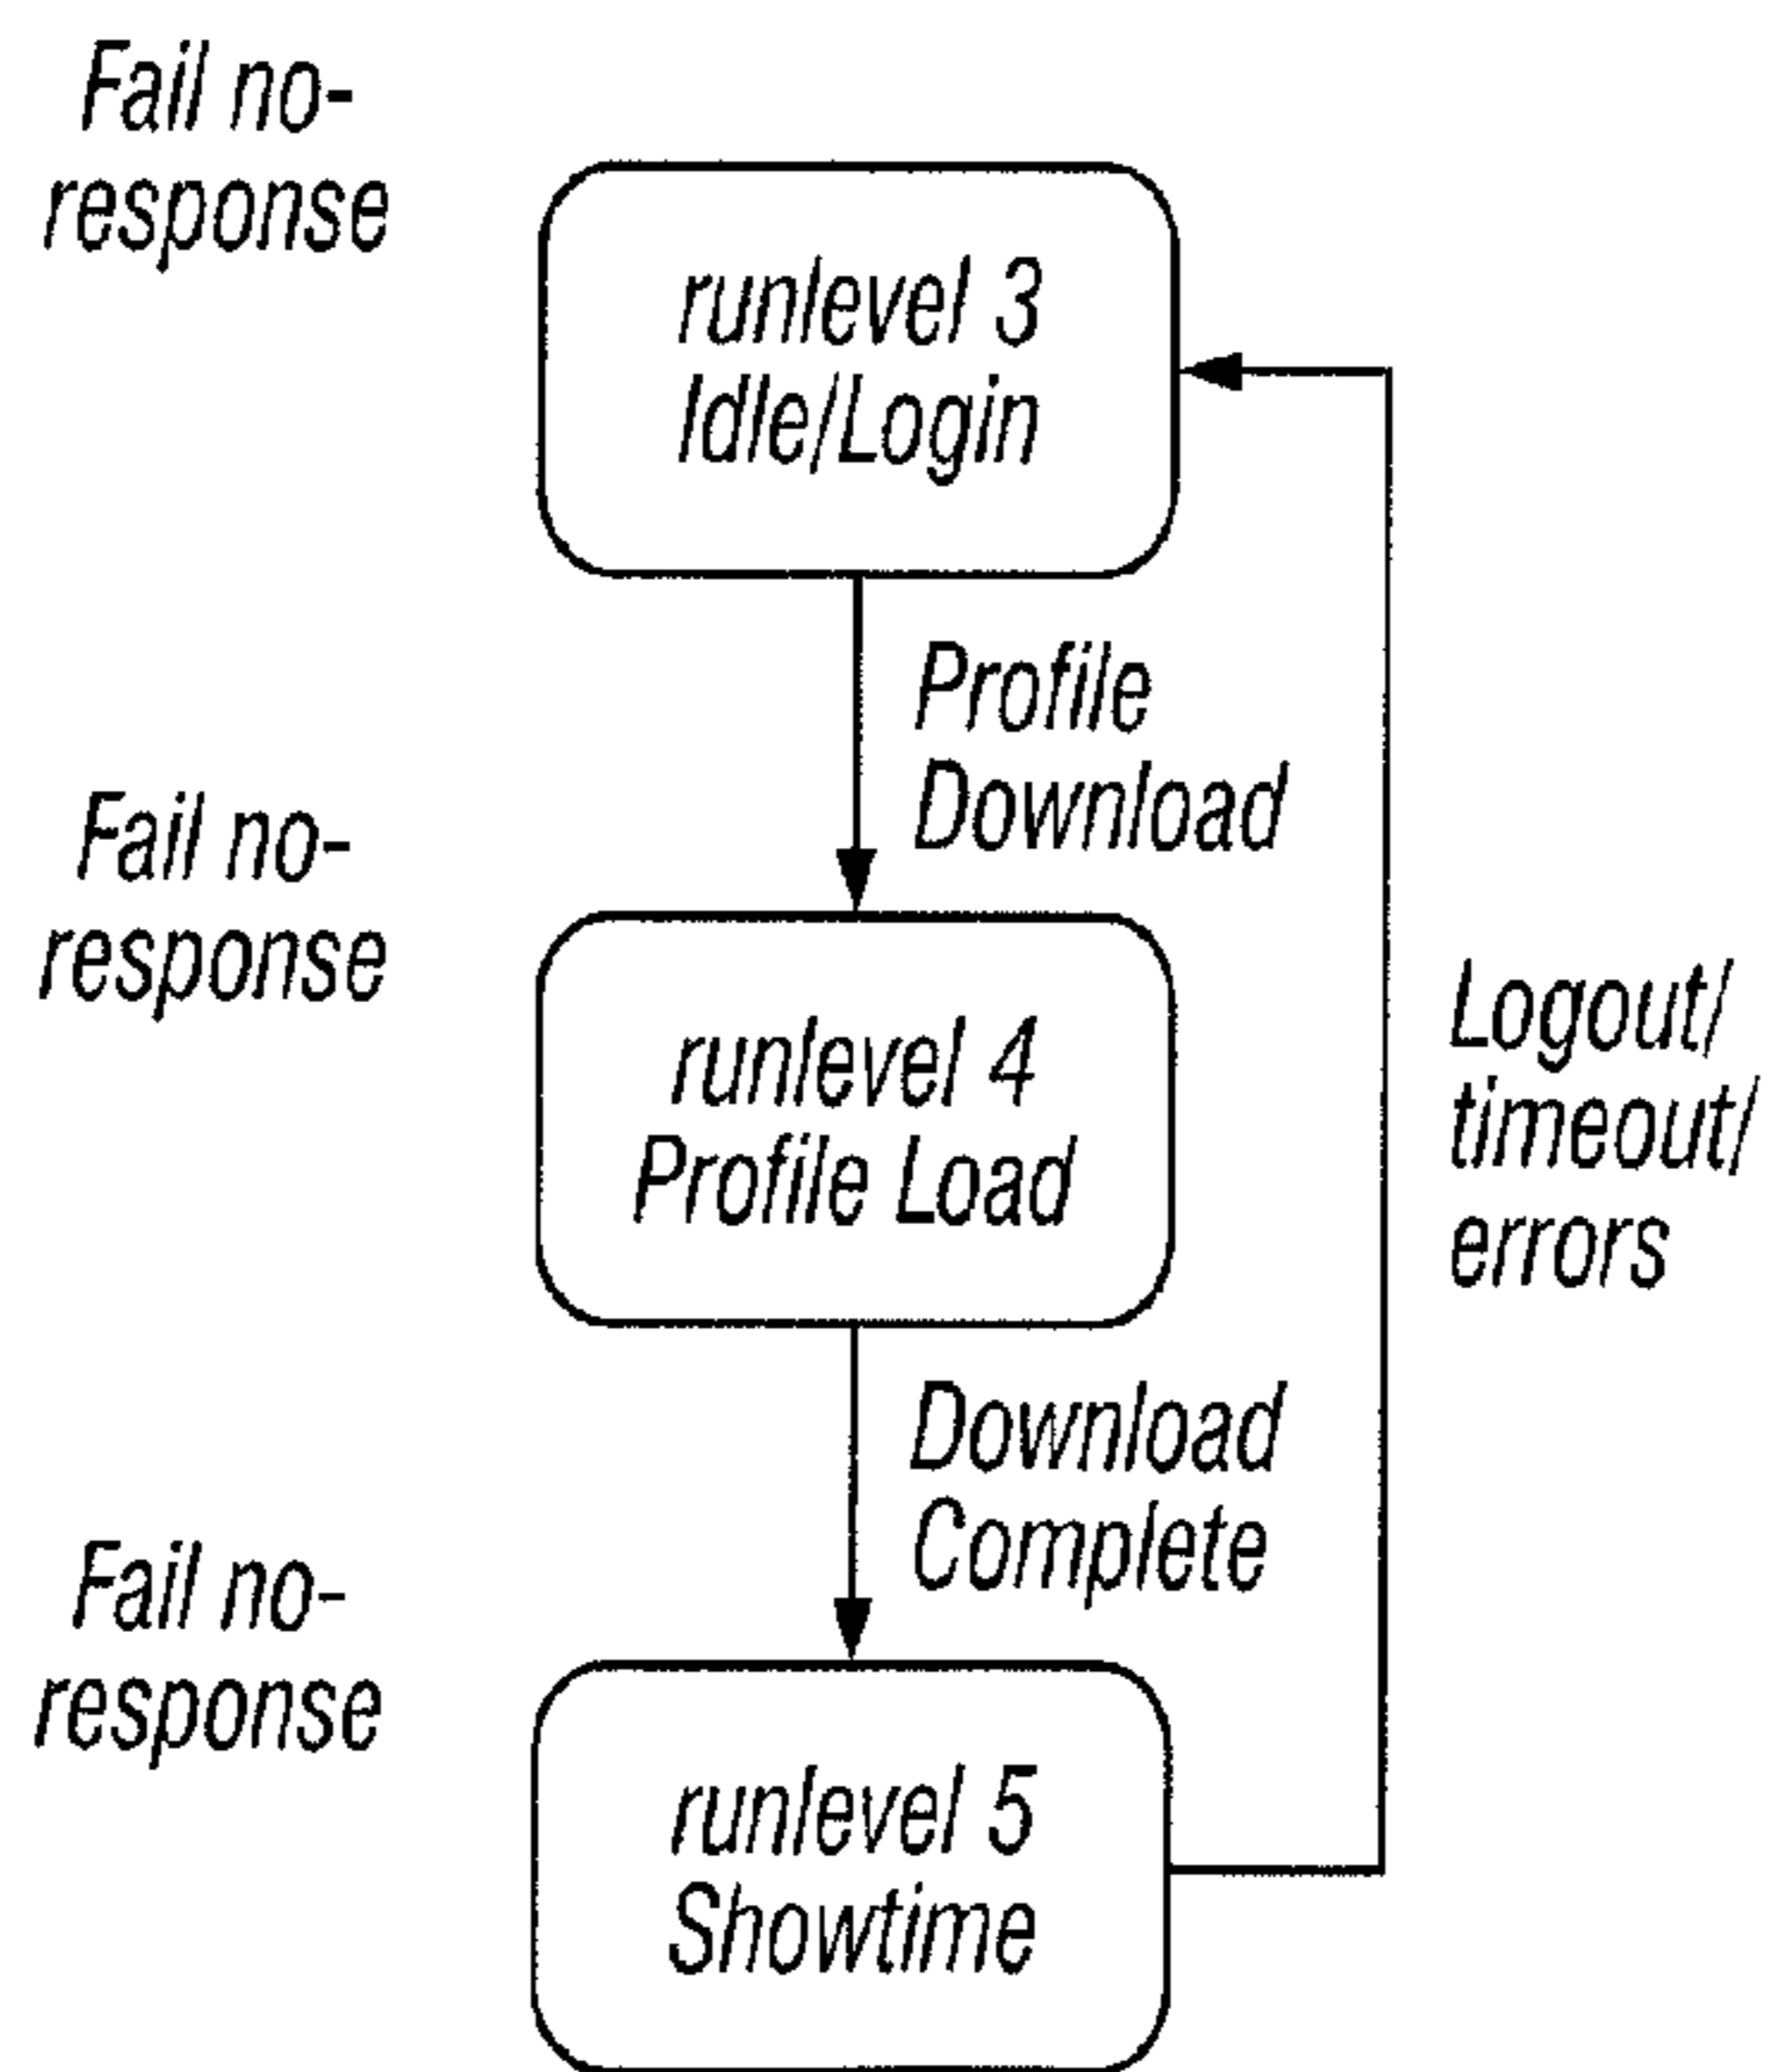 Fail no-
response
runlevel 3
Idle/Login
Profile
Download
Fail no-
response
runlevel 4
Profile Load
Logout/
timeout/
errors
Download
Complete
Fail no-
response
runlevel 5
Showtime